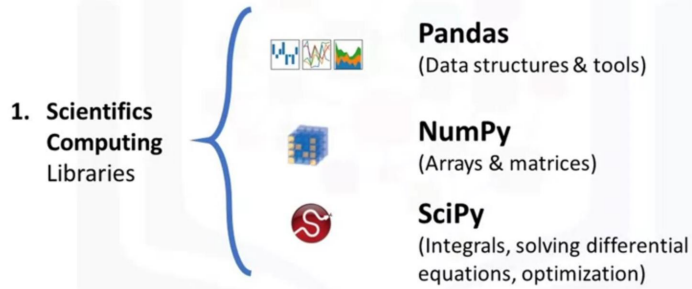 1. Scientifics
Computing
Libraries
Pandas
(Data structures & tools)
NumPy
(Arrays & matrices)
SciPy
(Integrals, solving differential
equations, optimization)